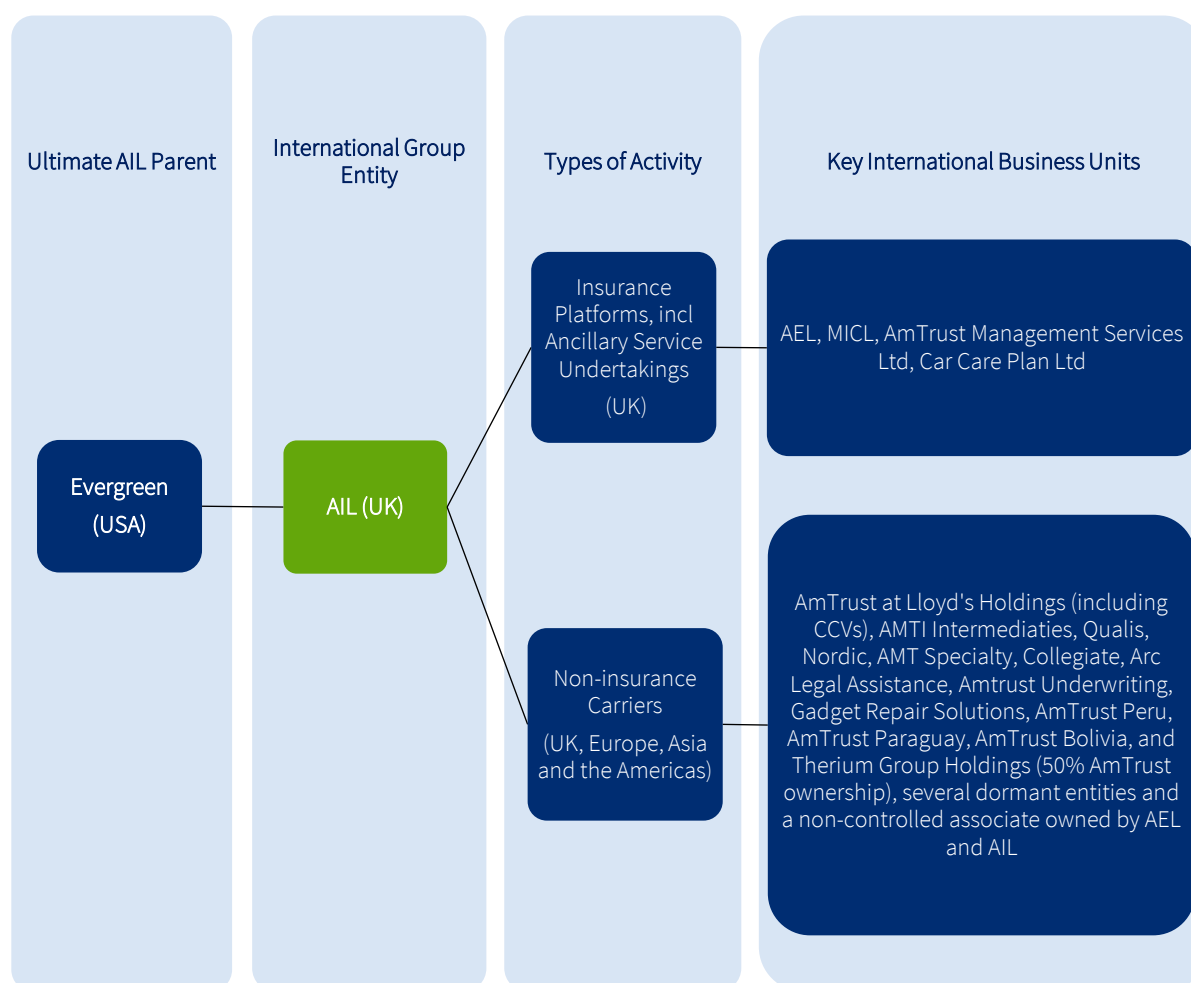 Ultimate AIL Parent
International Group
Entity
Types of Activity
Key International Business Units
Evergreen
(USA)
AIL (UK)
Insurance
Platforms, incl
Ancillary Service
Undertakings
(UK)
AEL, MICL, AmTrust Management Services
Ltd, Car Care Plan Ltd
Non-insurance
Carriers
(UK, Europe, Asia
and the Americas)
AmTrust at Lloyd's Holdings (including
CCVs), AMTI Intermediaties, Qualis,
Nordic, AMT Specialty, Collegiate, Arc
Legal Assistance, Amtrust Underwriting,
Gadget Repair Solutions, AmTrust Peru,
AmTrust Paraguay, AmTrust Bolivia, and
Therium Group Holdings (50% AmTrust
ownership), several dormant entities and
a non-controlled associate owned by AEL
and AIL